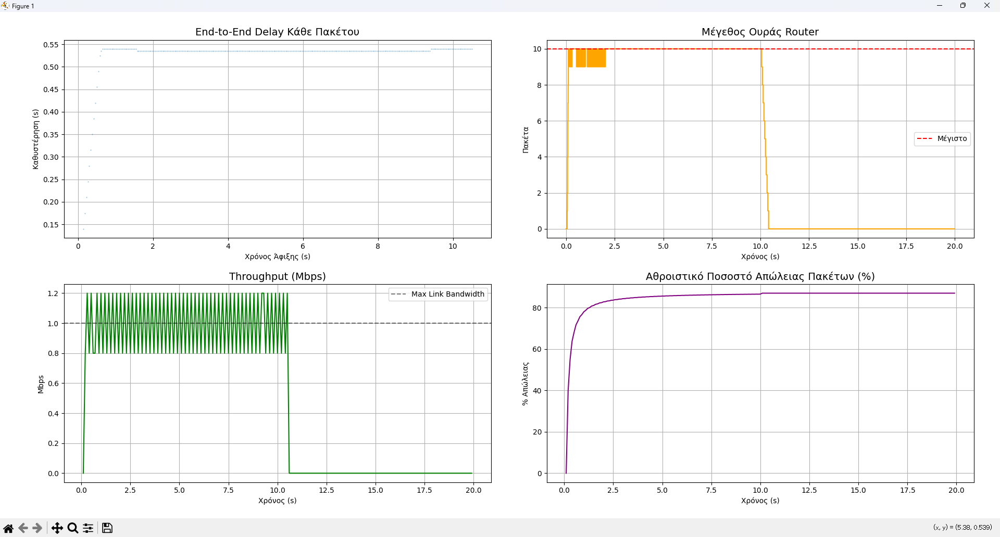 Figure 1
End-to-End Delay Κάθε Πακέτου
0.55
0.50
0.45
0.40
0.35
0.30
0.25
0.20
0.15
Καθυστέρηση (s)
0 2 4 6 8 10
Χρόνος Άφιξης (s)
Μέγεθος Ουράς Router
10
8
6
4
2
0
Πακέτα
Μέγιστο
0.0 2.5 5.0 7.5 10.0 12.5 15.0 17.5 20.0
Χρόνος (s)
Throughput (Mbps)
1.2
1.0
0.8
0.6
0.4
0.2
0.0
Mbps
Max Link Bandwidth
0.0 2.5 5.0 7.5 10.0 12.5 15.0 17.5 20.0
Χρόνος (s)
Αθροιστικό Ποσοστό Απώλειας Πακέτων (%)
80
60
40
20
0
% Απώλειας
0.0 2.5 5.0 7.5 10.0 12.5 15.0 17.5 20.0
Χρόνος (s)
(x, y) = (5.38, 0.539)